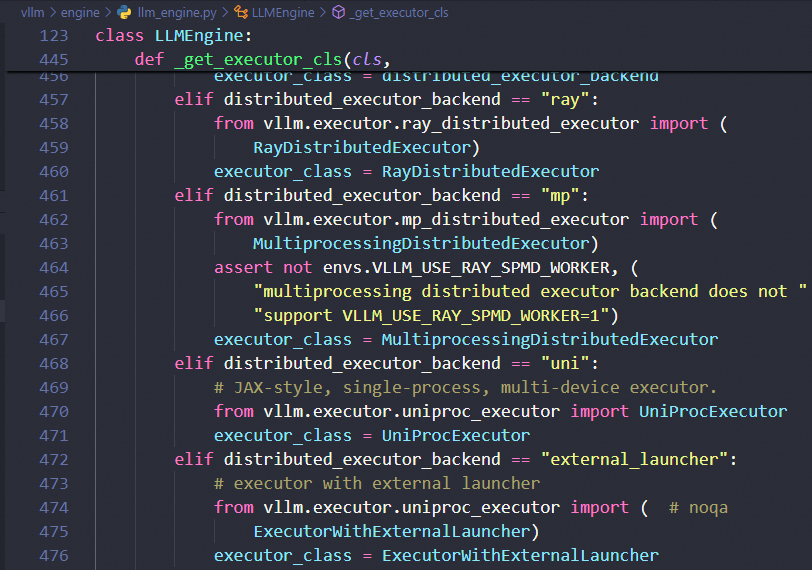 vllm > engine > llm_engine.py > LLMEngine > _get_executor_cls
123 class LLMEngine:
445     def _get_executor_cls(cls,
456             executor_class = distributed_executor_backend
457         elif distributed_executor_backend == "ray":
458             from vllm.executor.ray_distributed_executor import (
459                 RayDistributedExecutor)
460             executor_class = RayDistributedExecutor
461         elif distributed_executor_backend == "mp":
462             from vllm.executor.mp_distributed_executor import (
463                 MultiprocessingDistributedExecutor)
464             assert not envs.VLLM_USE_RAY_SPMD_WORKER, (
465                 "multiprocessing distributed executor backend does not "
466                 "support VLLM_USE_RAY_SPMD_WORKER=1")
467             executor_class = MultiprocessingDistributedExecutor
468         elif distributed_executor_backend == "uni":
469             # JAX-style, single-process, multi-device executor.
470             from vllm.executor.uniproc_executor import UniProcExecutor
471             executor_class = UniProcExecutor
472         elif distributed_executor_backend == "external_launcher":
473             # executor with external launcher
474             from vllm.executor.uniproc_executor import (  # noqa
475                 ExecutorWithExternalLauncher)
476             executor_class = ExecutorWithExternalLauncher